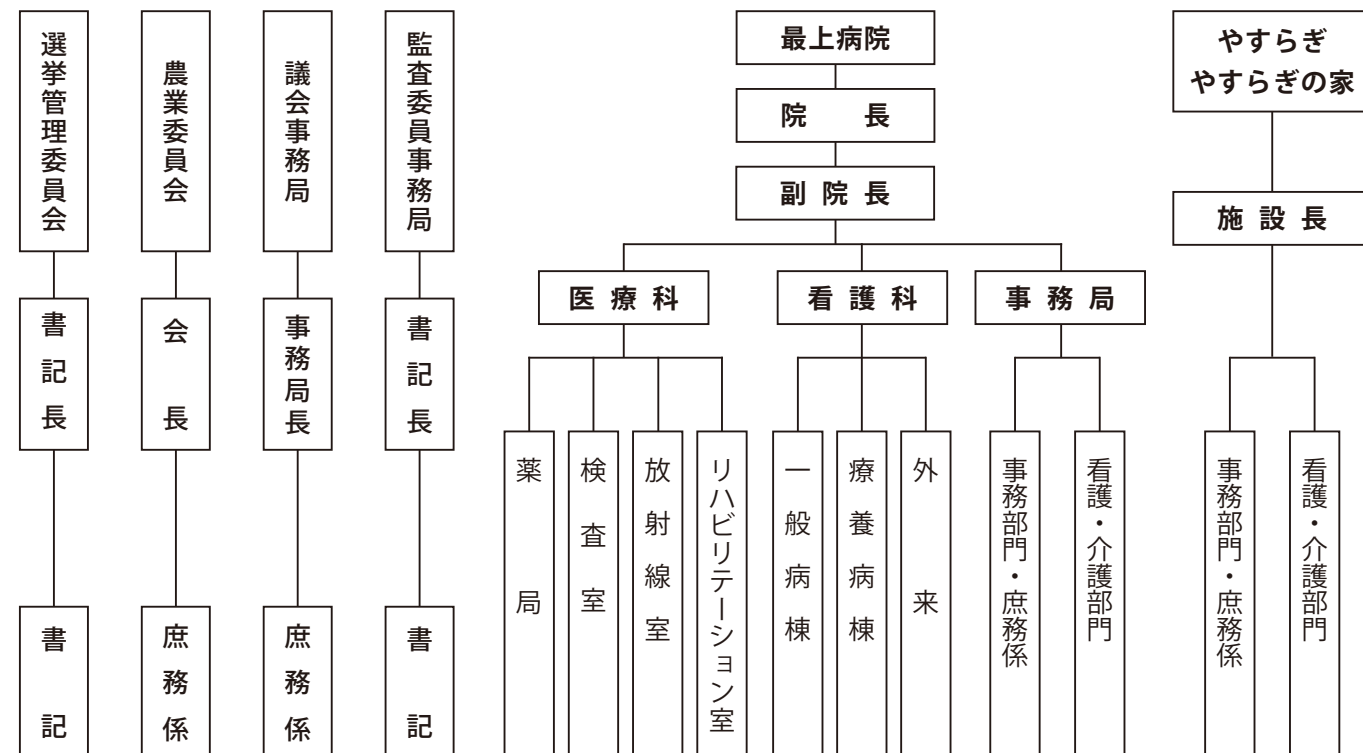 選挙管理委員会
書記長
書記
農業委員会
会長
庶務係
議会事務局
事務局長
庶務係
監査委員事務局
書記長
書記
最上病院
院長
副院長
医療科
薬局
検査室
放射線室
リハビリテーション室
看護科
一般病棟
療養病棟
外来
事務局
事務部門・庶務係
看護・介護部門
やすらぎ
やすらぎの家
施設長
事務部門・庶務係
看護・介護部門